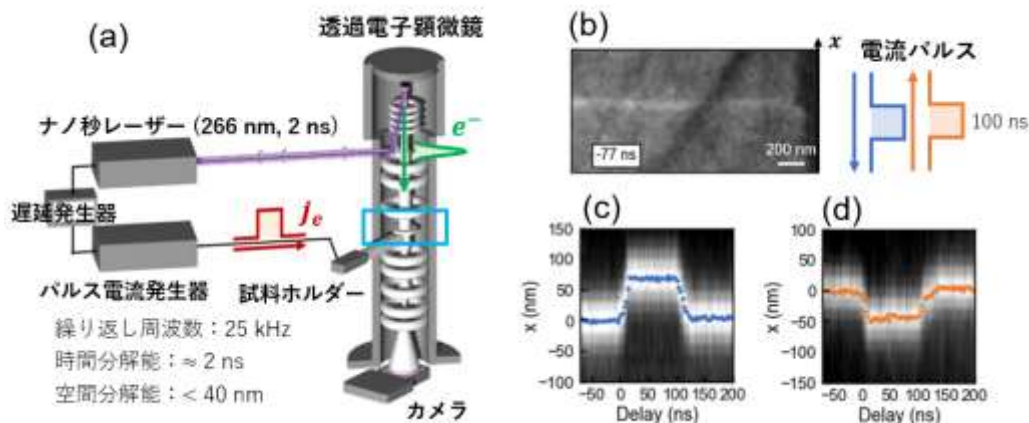 (a)
透過電子顕微鏡
ナノ秒レーザー (266 nm, 2 ns)
e⁻
遅延発生器
j_e
パルス電流発生器
試料ホルダー
繰り返し周波数：25 kHz
時間分解能：≈ 2 ns
空間分解能：< 40 nm
カメラ
(b)
x
電流パルス
-77 ns
200 nm
100 ns
(c)
150
100
50
0
−50
−100
x (nm)
−50 0 50 100 150 200
Delay (ns)
(d)
100
50
0
−50
−100
−150
x (nm)
−50 0 50 100 150 200
Delay (ns)